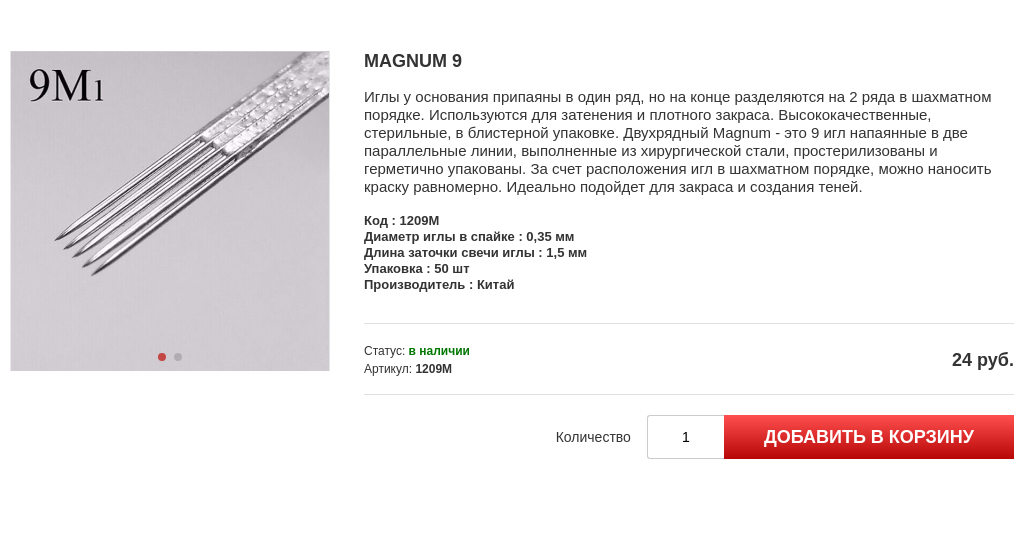 9M1
MAGNUM 9
Иглы у основания припаяны в один ряд, но на конце разделяются на 2 ряда в шахматном
порядке. Используются для затенения и плотного закраса. Высококачественные,
стерильные, в блистерной упаковке. Двухрядный Magnum - это 9 игл напаянные в две
параллельные линии, выполненные из хирургической стали, простерилизованы и
герметично упакованы. За счет расположения игл в шахматном порядке, можно наносить
краску равномерно. Идеально подойдет для закраса и создания теней.
Код : 1209M
Диаметр иглы в спайке : 0,35 мм
Длина заточки свечи иглы : 1,5 мм
Упаковка : 50 шт
Производитель : Китай
Статус: в наличии
Артикул: 1209M
24 руб.
Количество 1 ДОБАВИТЬ В КОРЗИНУ